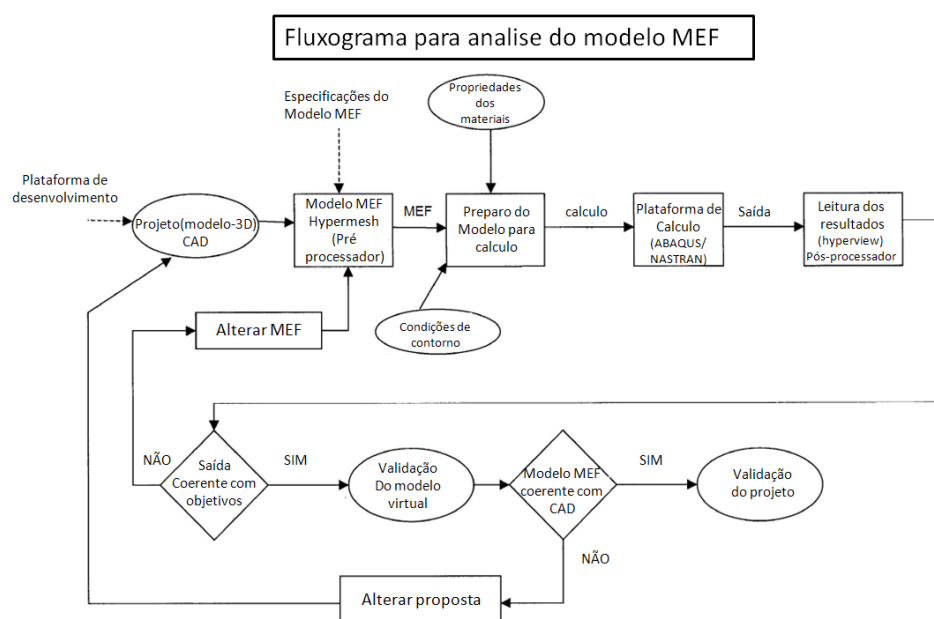 Fluxograma para analise do modelo MEF
Especificações do
Modelo MEF
Propriedades
dos
materiais
Plataforma de
desenvolvimento
Projeto(modelo-3D)
CAD
Modelo MEF
Hypermesh
(Pré
processador)
MEF
Preparo do
Modelo para
calculo
calculo
Plataforma de
Calculo
(ABAQUS/
NASTRAN)
Saída
Leitura dos
resultados
(hyperview)
Pós-processador
Alterar MEF
Condições de
contorno
NÃO
Saída
Coerente com
objetivos
SIM
Validação
Do modelo
virtual
Modelo MEF
coerente com
CAD
SIM
Validação
do projeto
NÃO
Alterar proposta